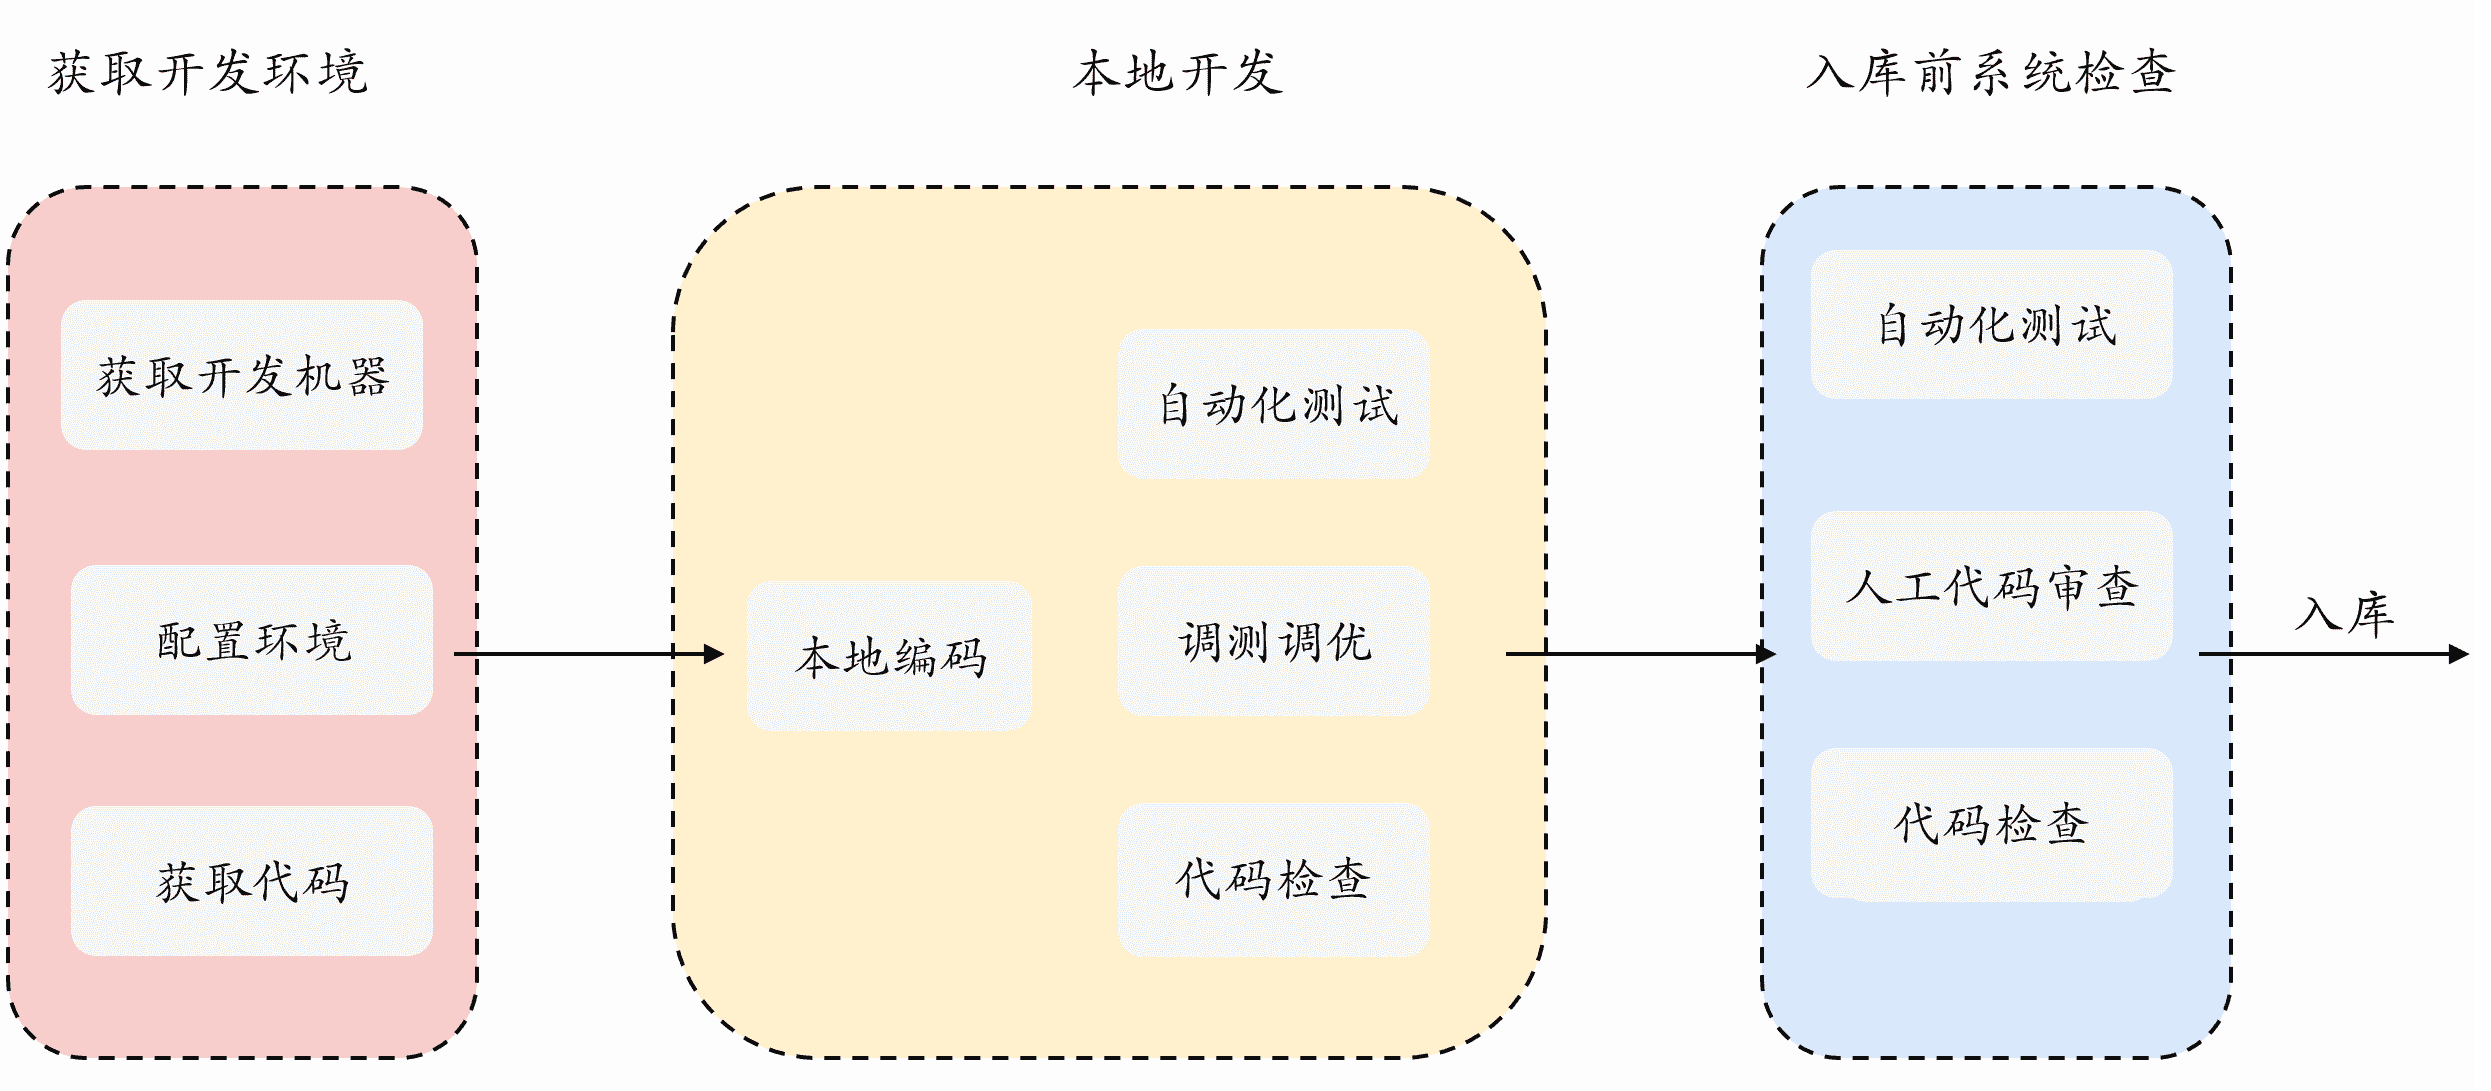 获取开发环境
获取开发机器
配置环境
获取代码
本地开发
本地编码
自动化测试
调测调优
代码检查
入库前系统检查
自动化测试
人工代码审查
代码检查
入库